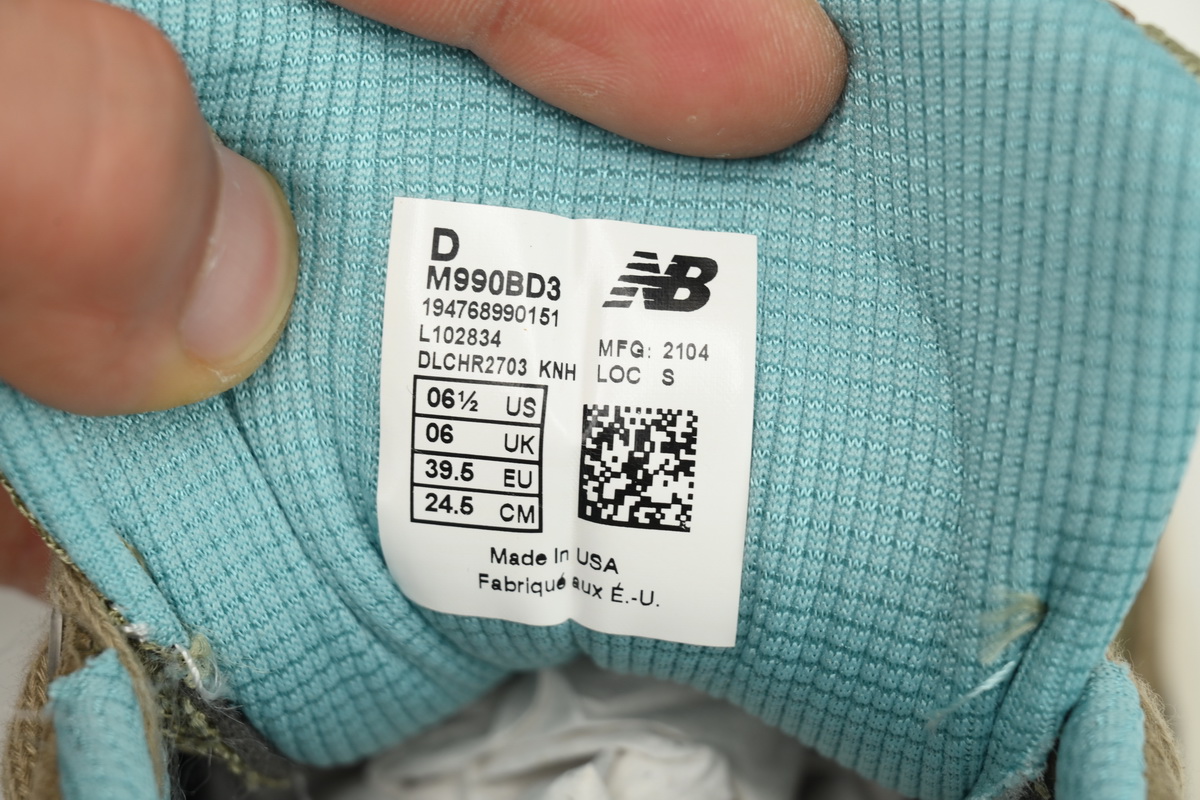 D
M990BD3
194768990151
L102834
DLCHR2703 KNH
NB
MFG: 2104
LOC S
06½ US
06 UK
39.5 EU
24.5 CM
Made In USA
Fabriqué aux É.-U.